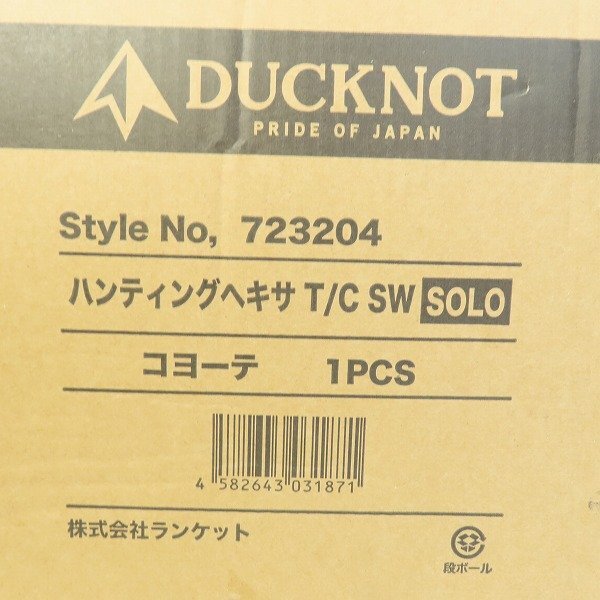 DUCKNOT
PRIDE OF JAPAN
Style No, 723204
ハンティングヘキサ T/C SW SOLO
コヨーテ 1PCS
4 582643 031871
株式会社ランケット
段ボール